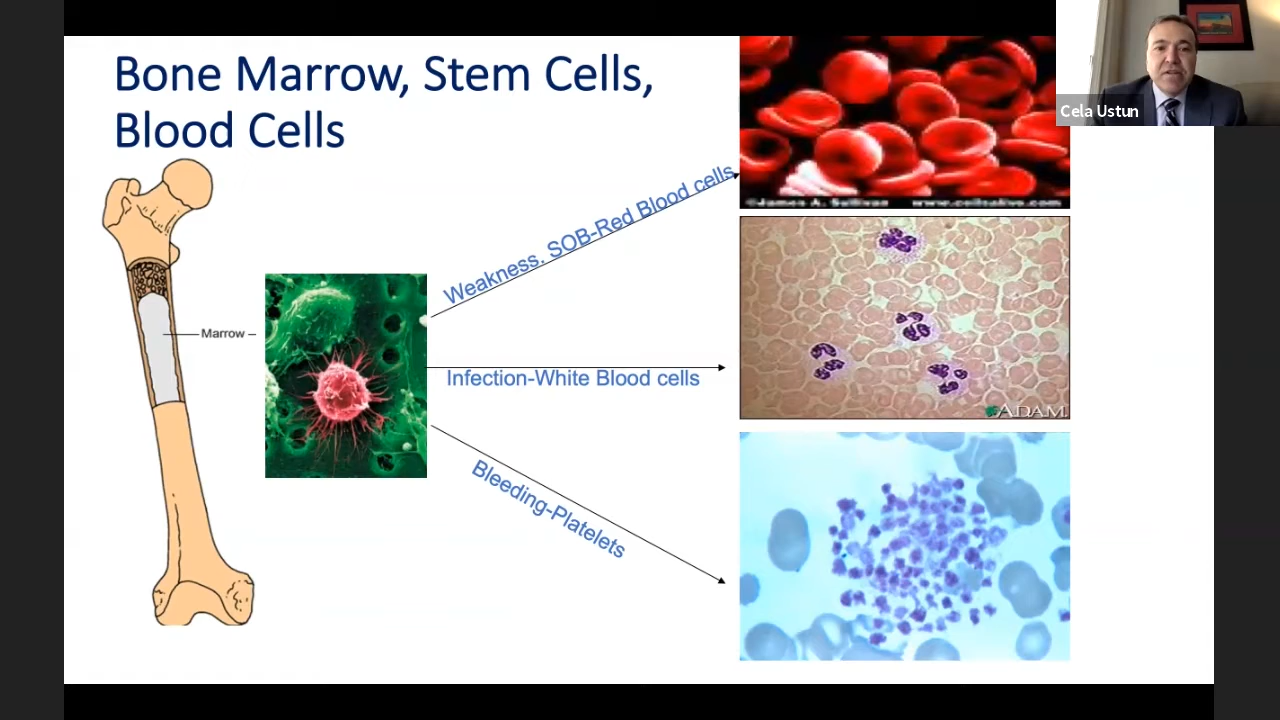 Bone Marrow, Stem Cells,
Blood Cells
Cela Ustun
Weakness. SOB-Red Blood cells
©James A. Sullivan www.cellsalive.com
Marrow
Infection-White Blood cells
ADAM
Bleeding-Platelets